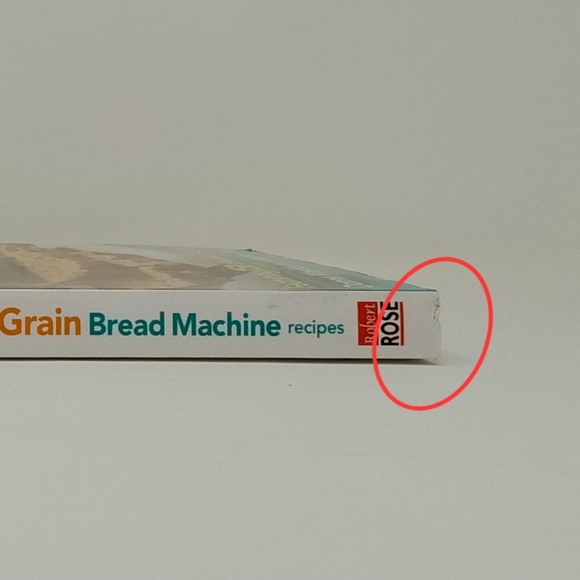 Grain Bread Machine recipes
Robert
ROSE